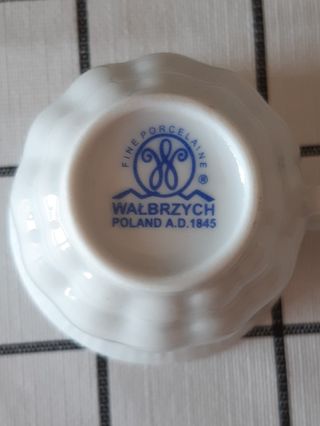 FINE PORCELAINE
W
®
WAŁBRZYCH
POLAND A.D.1845